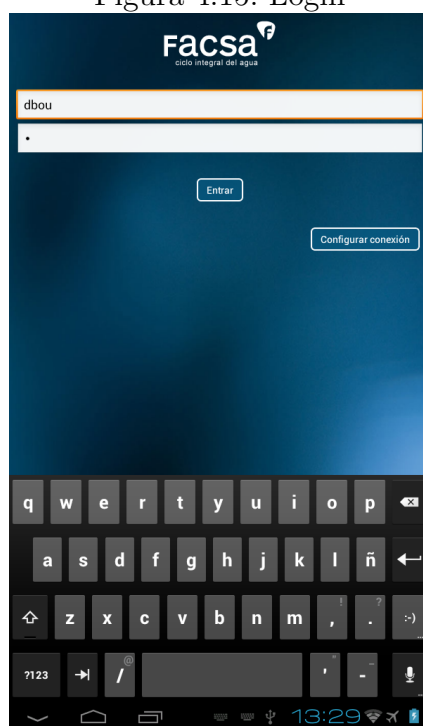 Figura 4.15: Login
Facsa
ciclo integral del agua
dbou
•
Entrar
Configurar conexión
q w e r t y u i o p
a s d f g h j k l ñ
z x c v b n m , ! . ? :-)
?123 / @ ' " - _
13:29